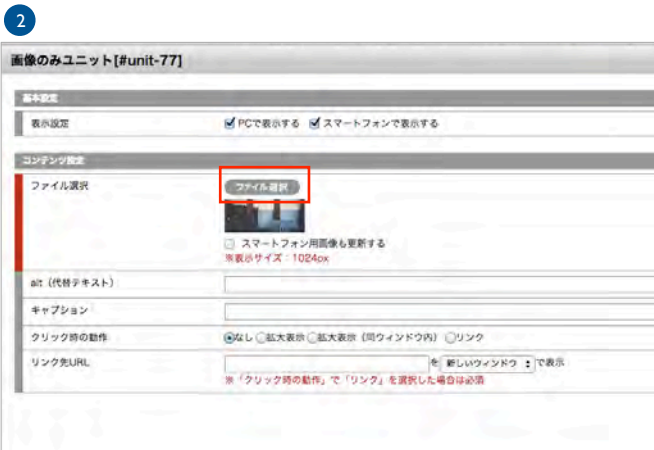 2
画像のみユニット[#unit-77]
基本設定
表示設定 PCで表示する スマートフォンで表示する
コンテンツ設定
ファイル選択 ファイル選択
スマートフォン用画像も更新する
※表示サイズ：1024px
alt（代替テキスト）
キャプション
クリック時の動作 なし 拡大表示 拡大表示（同ウィンドウ内） リンク
リンク先URL を 新しいウィンドウ で表示
※「クリック時の動作」で「リンク」を選択した場合は必須